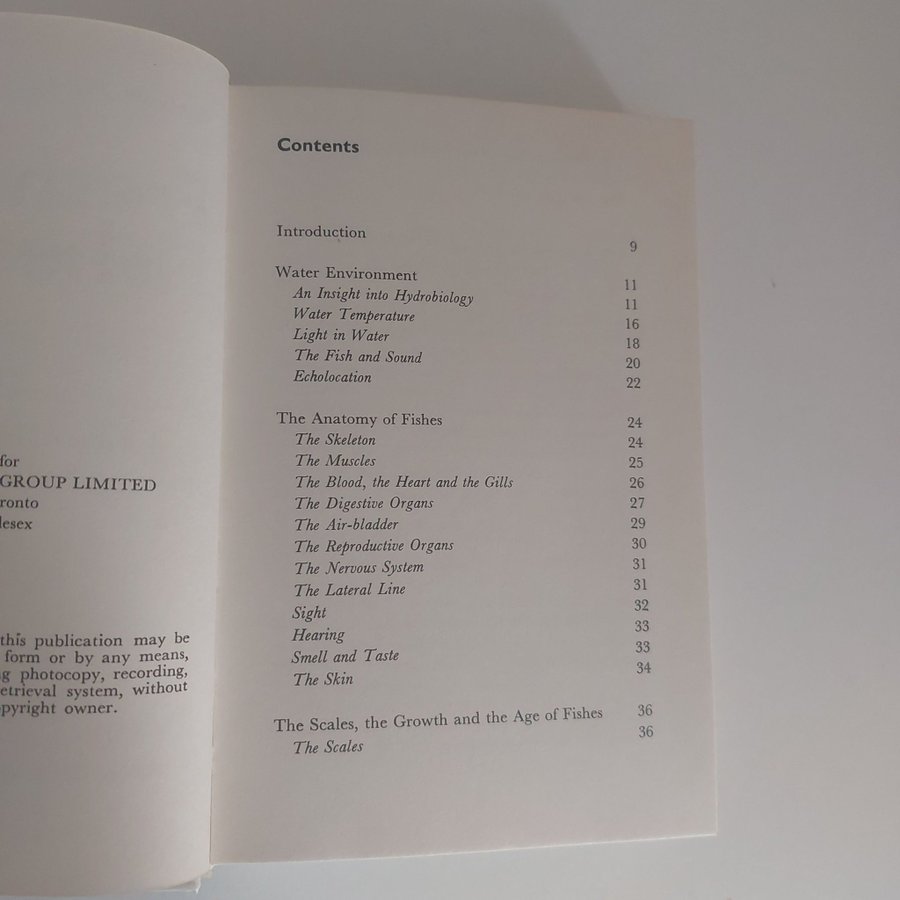 for
GROUP LIMITED
ronto
lesex
this publication may be
form or by any means,
g photocopy, recording,
etrieval system, without
pyright owner.
Contents
Introduction 9
Water Environment 11
An Insight into Hydrobiology 11
Water Temperature 16
Light in Water 18
The Fish and Sound 20
Echolocation 22
The Anatomy of Fishes 24
The Skeleton 24
The Muscles 25
The Blood, the Heart and the Gills 26
The Digestive Organs 27
The Air-bladder 29
The Reproductive Organs 30
The Nervous System 31
The Lateral Line 31
Sight 32
Hearing 33
Smell and Taste 33
The Skin 34
The Scales, the Growth and the Age of Fishes 36
The Scales 36